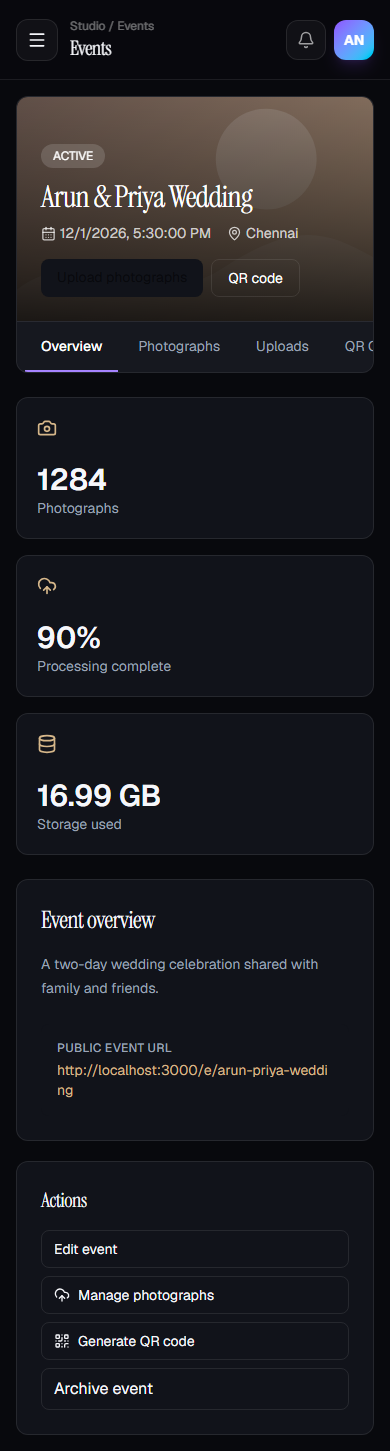 Studio / Events
Events
AN
ACTIVE
Arun & Priya Wedding
12/1/2026, 5:30:00 PM Chennai
Upload photographs QR code
Overview Photographs Uploads QR C
1284
Photographs
90%
Processing complete
16.99 GB
Storage used
Event overview
A two-day wedding celebration shared with
family and friends.
PUBLIC EVENT URL
http://localhost:3000/e/arun-priya-weddi
ng
Actions
Edit event
Manage photographs
Generate QR code
Archive event